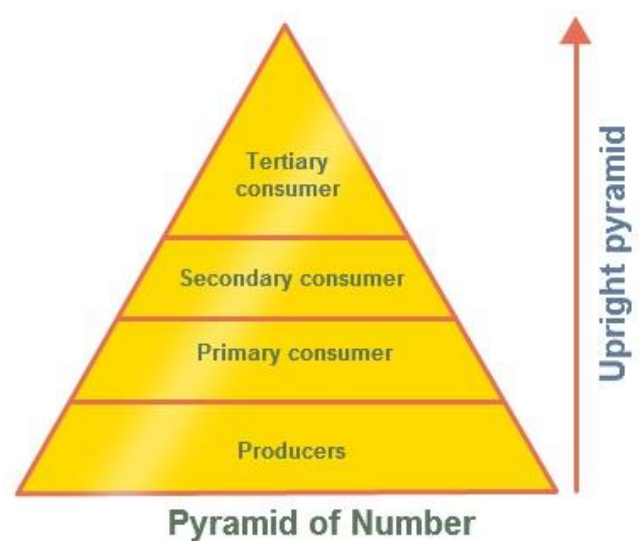 Tertiary
consumer
Secondary consumer
Primary consumer
Producers
Pyramid of Number
Upright pyramid